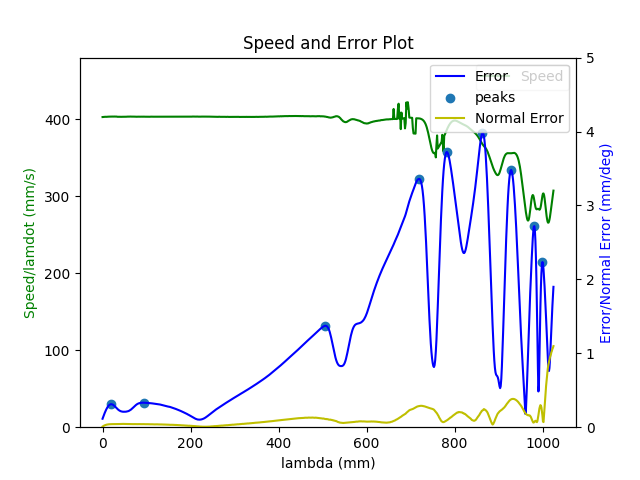 Speed and Error Plot
Error
Speed
peaks
Normal Error
Speed/lamdot (mm/s)
400
300
200
100
0
5
4
3
2
1
0
Error/Normal Error (mm/deg)
0 200 400 600 800 1000
lambda (mm)